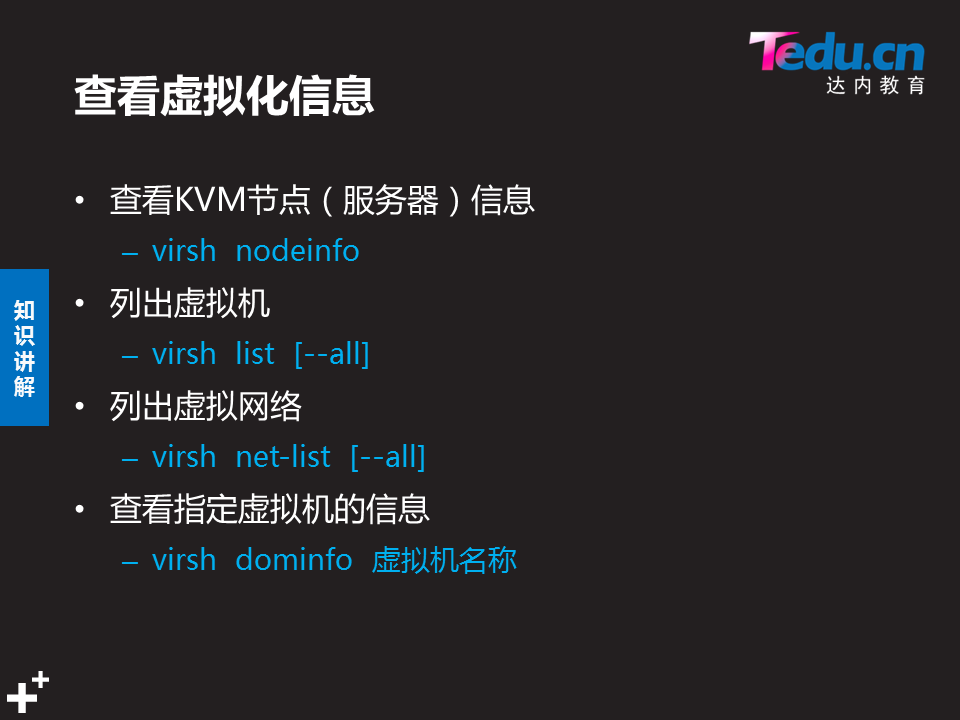 Tedu.cn
达内教育
查看虚拟化信息
• 查看KVM节点（服务器）信息
– virsh nodeinfo
• 列出虚拟机
– virsh list [--all]
• 列出虚拟网络
– virsh net-list [--all]
• 查看指定虚拟机的信息
– virsh dominfo 虚拟机名称
知识讲解